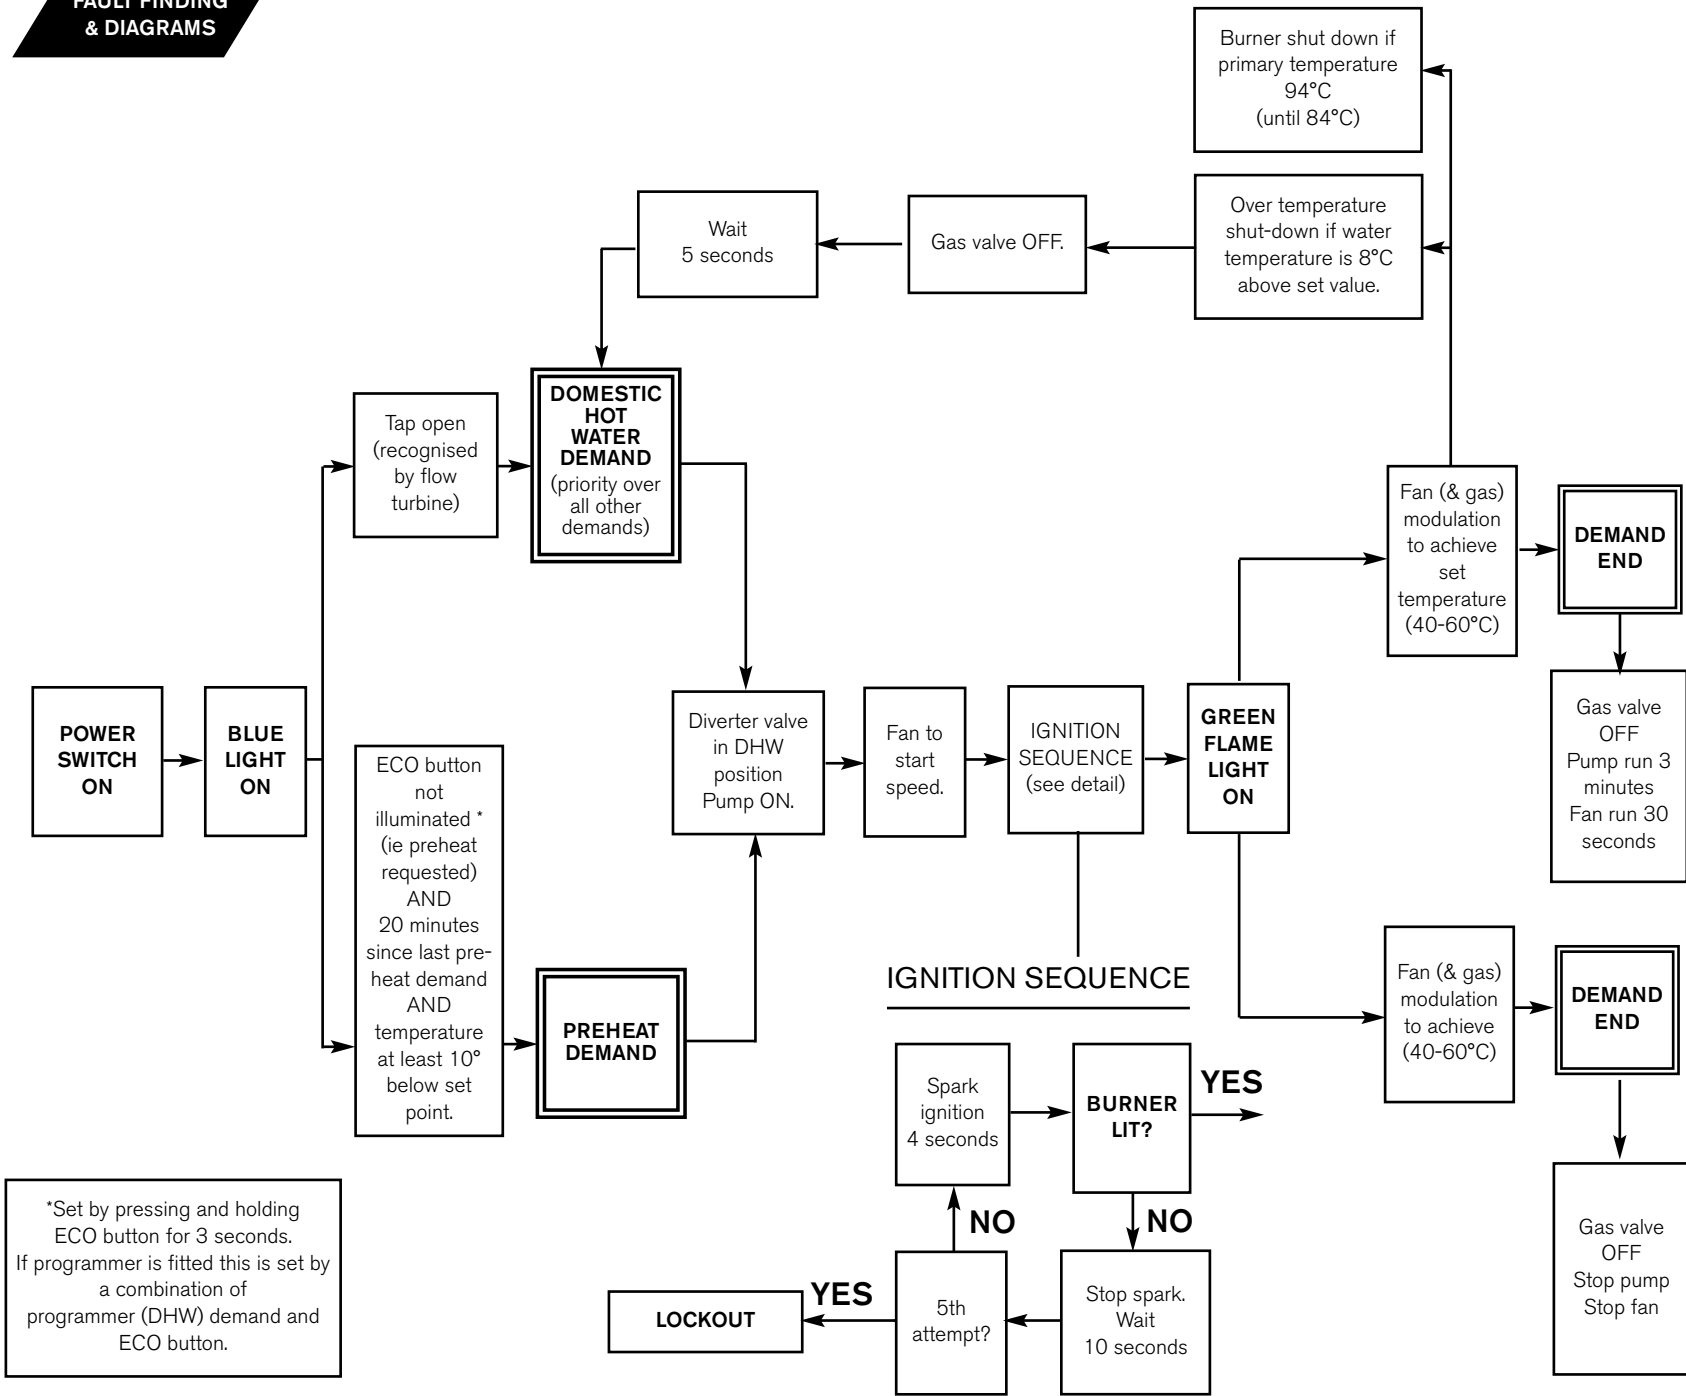 FAULT FINDING
& DIAGRAMS
Burner shut down if
primary temperature
94°C
(until 84°C)
Wait
5 seconds
Gas valve OFF.
Over temperature
shut-down if water
temperature is 8°C
above set value.
Tap open
(recognised
by flow
turbine)
DOMESTIC
HOT
WATER
DEMAND
(priority over
all other
demands)
Fan (& gas)
modulation
to achieve
set
temperature
(40-60°C)
DEMAND
END
POWER
SWITCH
ON
BLUE
LIGHT
ON
ECO button
not
illuminated *
(ie preheat
requested)
AND
20 minutes
since last pre-
heat demand
AND
temperature
at least 10°
below set
point.
PREHEAT
DEMAND
Diverter valve
in DHW
position
Pump ON.
Fan to
start
speed.
IGNITION
SEQUENCE
(see detail)
GREEN
FLAME
LIGHT
ON
Gas valve
OFF
Pump run 3
minutes
Fan run 30
seconds
Fan (& gas)
modulation
to achieve
(40-60°C)
DEMAND
END
IGNITION SEQUENCE
Spark
ignition
4 seconds
BURNER
LIT?
YES
NO
NO
Stop spark.
Wait
10 seconds
5th
attempt?
YES
LOCKOUT
Gas valve
OFF
Stop pump
Stop fan
*Set by pressing and holding
ECO button for 3 seconds.
If programmer is fitted this is set by
a combination of
programmer (DHW) demand and
ECO button.